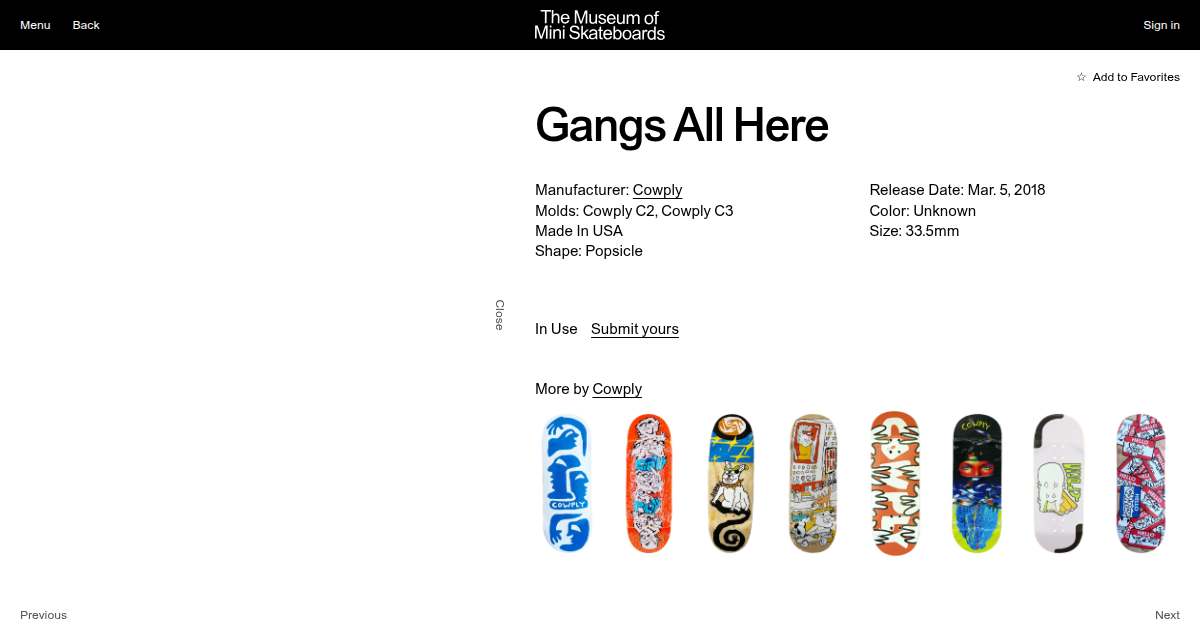 Menu
Back
The Museum of
Mini Skateboards
Sign in
☆ Add to Favorites
Gangs All Here
Manufacturer: Cowply
Molds: Cowply C2, Cowply C3
Made In USA
Shape: Popsicle
Release Date: Mar. 5, 2018
Color: Unknown
Size: 33.5mm
Close
In Use
Submit yours
More by Cowply
COWPLY
COWPLY
Previous
Next